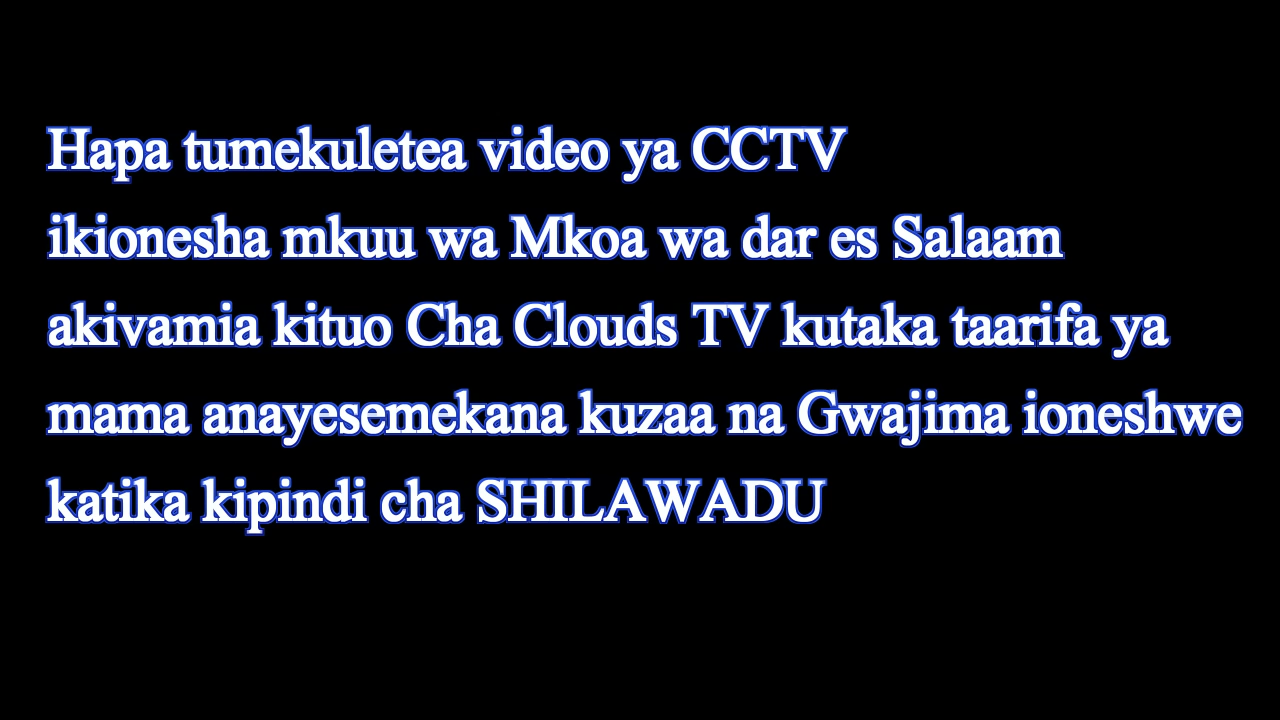 Hapa tumekuletea video ya CCTV
ikionesha mkuu wa Mkoa wa dar es Salaam
akivamia kituo Cha Clouds TV kutaka taarifa ya
mama anayesemekana kuzaa na Gwajima ioneshwe
katika kipindi cha SHILAWADU